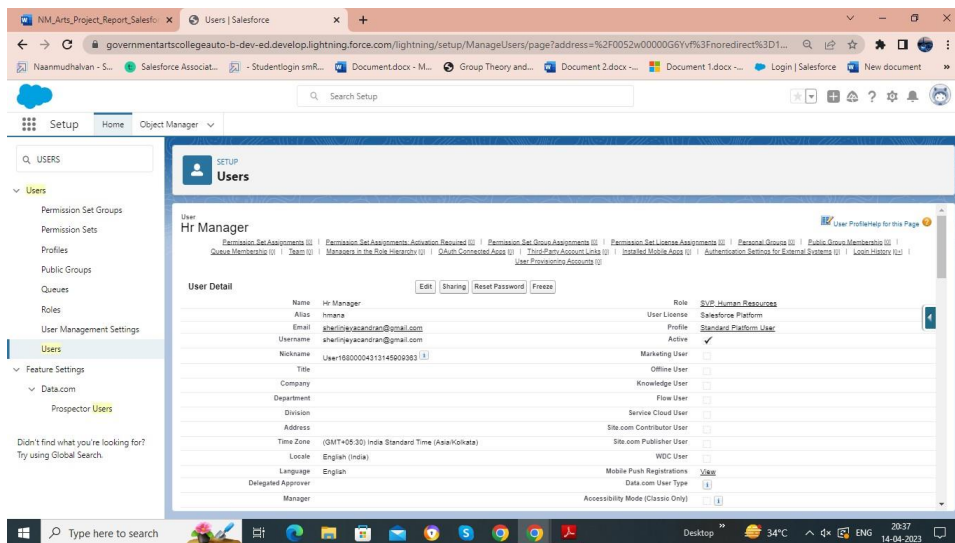 NM_Arts_Project_Report_Salesfo
Users | Salesforce
governmentartscollegeauto-b-dev-ed.develop.lightning.force.com/lightning/setup/ManageUsers/page?address=%2F0052w00000G6Yvf%3Fnoredirect%3D1...
Naanmudhalvan - S...
Salesforce Associat...
- Studentlogin smR...
Document.docx - M...
Group Theory and...
Document 2.docx -...
Document 1.docx -...
Login | Salesforce
New document
Search Setup
Setup
Home
Object Manager
USERS
Users
Permission Set Groups
Permission Sets
Profiles
Public Groups
Queues
Roles
User Management Settings
Users
Feature Settings
Data.com
Prospector Users
Didn't find what you're looking for?
Try using Global Search.
SETUP
Users
User
Hr Manager
User Profile Help for this Page
Permission Set Assignments [0] | Permission Set Assignments: Activation Required [0] | Permission Set Group Assignments [0] | Permission Set License Assignments [0] | Personal Groups [0] | Public Group Membership [0] |
Queue Membership [0] | Team [0] | Managers in the Role Hierarchy [0] | OAuth Connected Apps [0] | Third-Party Account Links [0] | Installed Mobile Apps [0] | Authentication Settings for External Systems [0] | Login History [0+] |
User Provisioning Accounts [0]
User Detail
Edit Sharing Reset Password Freeze
Name Hr Manager
Alias hmana
Email sherlinjeyacandran@gmail.com
Username sherlinjeyacandran@gmail.com
Nickname User16800004313145909363
Title
Company
Department
Division
Address
Time Zone (GMT+05:30) India Standard Time (Asia/Kolkata)
Locale English (India)
Language English
Delegated Approver
Manager
Role SVP, Human Resources
User License Salesforce Platform
Profile Standard Platform User
Active
Marketing User
Offline User
Knowledge User
Flow User
Service Cloud User
Site.com Contributor User
Site.com Publisher User
WDC User
Mobile Push Registrations View
Data.com User Type
Accessibility Mode (Classic Only)
Type here to search
Desktop
34°C
ENG
20:37
14-04-2023